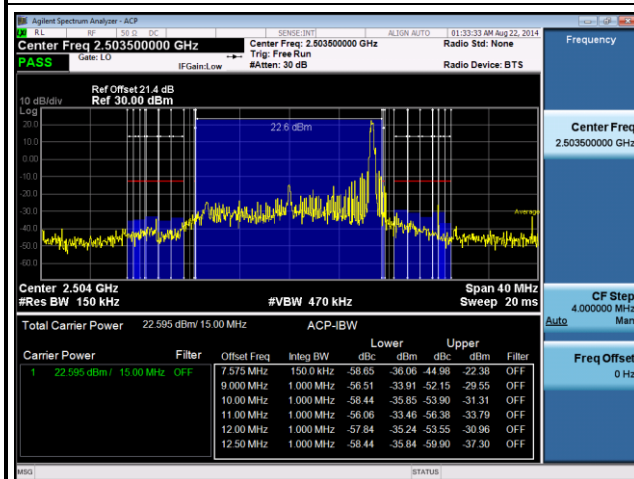 Agilent Spectrum Analyzer - ACP
RL RF 50 Ω DC SENSE:INT ALIGN AUTO 01:33:33 AM Aug 22, 2014
Center Freq 2.503500000 GHz
Center Freq: 2.503500000 GHz
Radio Std: None
Frequency
PASS
Gate: LO
IFGain:Low
Trig: Free Run
#Atten: 30 dB
Radio Device: BTS
Ref Offset 21.4 dB
10 dB/div Ref 30.00 dBm
Log
20.0
10.0
0.00
-10.0
-20.0
-30.0
-40.0
-50.0
-60.0
22.6 dBm
Average
Center Freq
2.503500000 GHz
Center 2.504 GHz
Span 40 MHz
#Res BW 150 kHz
#VBW 470 kHz
Sweep 20 ms
CF Step
4.000000 MHz
Auto Man
Total Carrier Power 22.595 dBm/ 15.00 MHz ACP-IBW
Lower Upper
Carrier Power Filter Offset Freq Integ BW dBc dBm dBc dBm Filter
1 22.595 dBm / 15.00 MHz OFF
7.575 MHz 150.0 kHz -58.65 -36.06 -44.98 -22.38 OFF
9.000 MHz 1.000 MHz -56.51 -33.91 -52.15 -29.55 OFF
10.00 MHz 1.000 MHz -58.44 -35.85 -53.90 -31.31 OFF
11.00 MHz 1.000 MHz -56.06 -33.46 -56.38 -33.79 OFF
12.00 MHz 1.000 MHz -57.84 -35.24 -53.55 -30.96 OFF
12.50 MHz 1.000 MHz -58.44 -35.84 -59.90 -37.30 OFF
Freq Offset
0 Hz
MSG STATUS